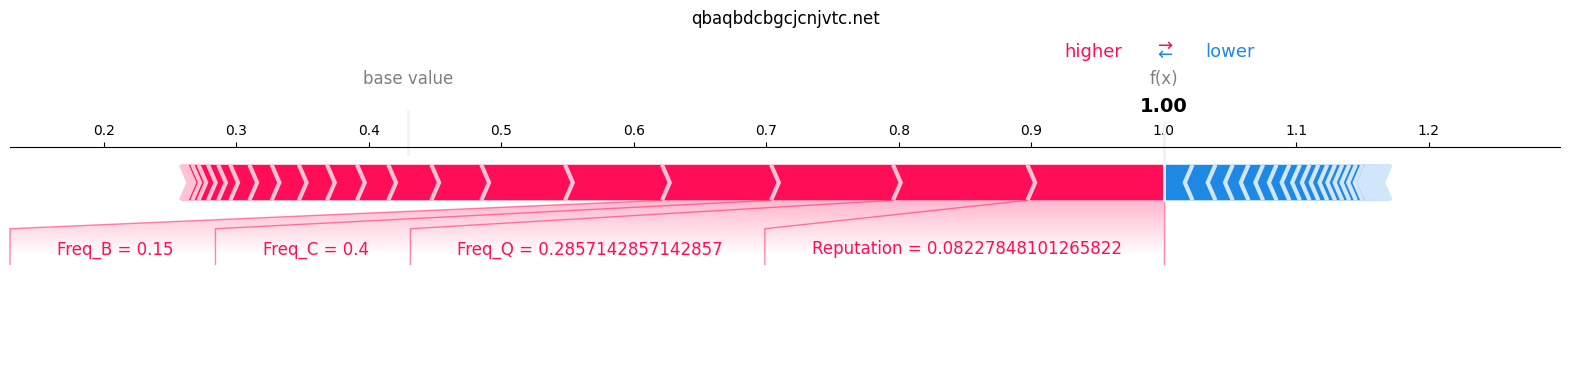 qbaqbdcbgcjcnjvtc.net
higher → ← lower
base value f(x)
1.00
0.2 0.3 0.4 0.5 0.6 0.7 0.8 0.9 1.0 1.1 1.2
Freq_B = 0.15 Freq_C = 0.4 Freq_Q = 0.2857142857142857 Reputation = 0.08227848101265822